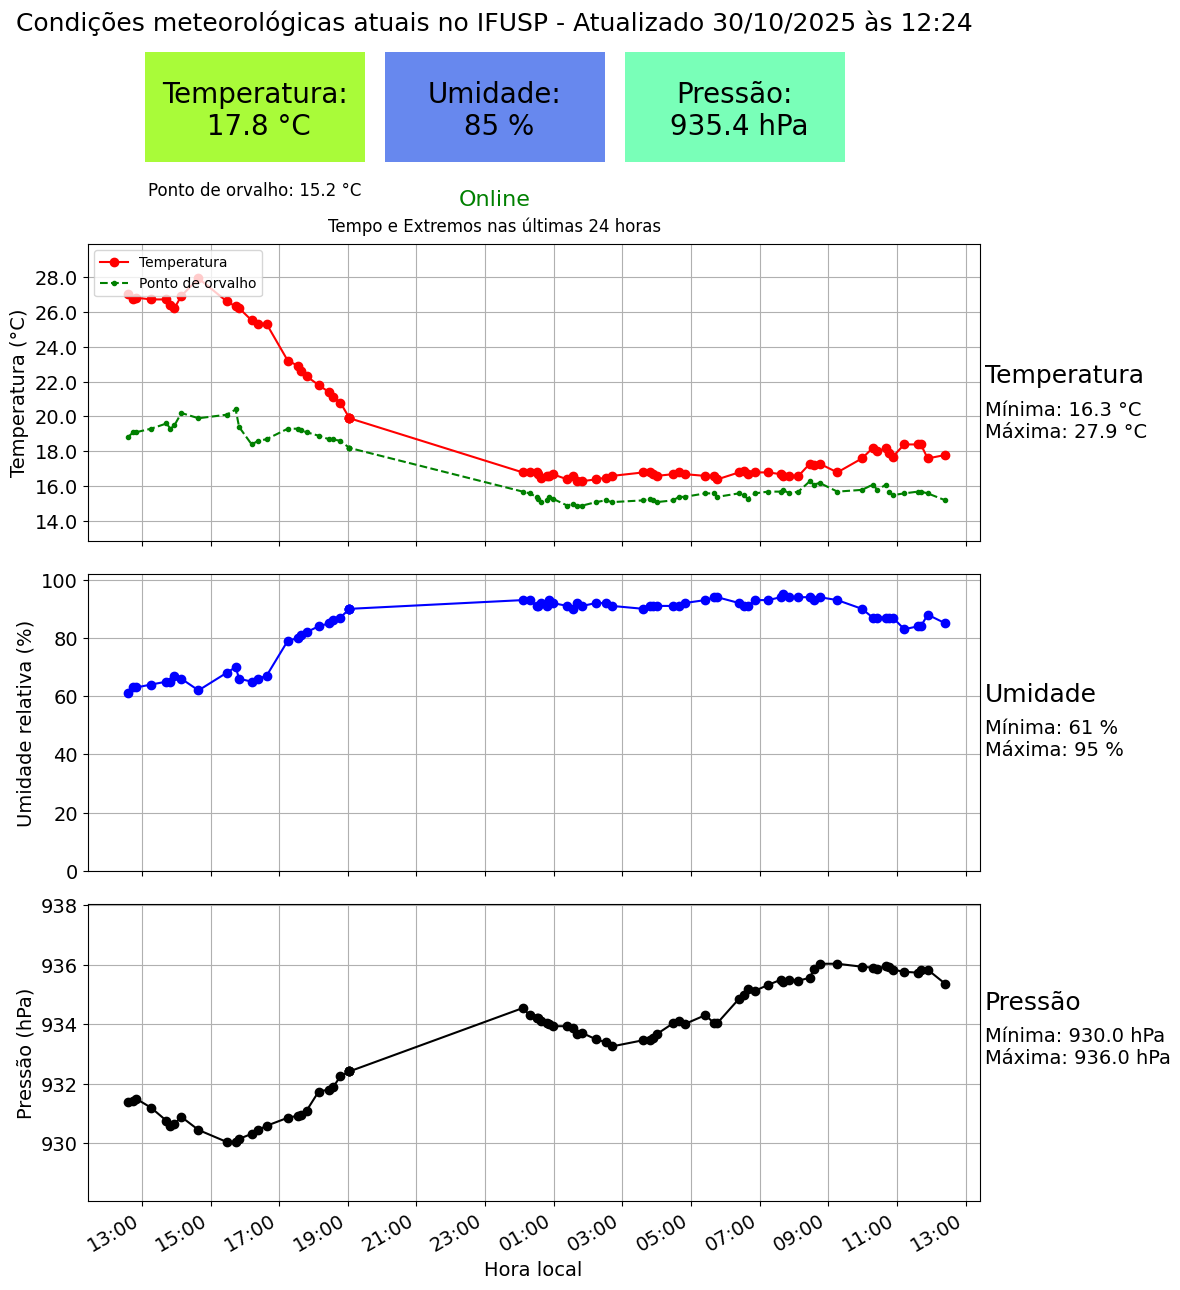 Condições meteorológicas atuais no IFUSP - Atualizado 30/10/2025 às 12:24
Temperatura:
17.8 °C
Umidade:
85 %
Pressão:
935.4 hPa
Ponto de orvalho: 15.2 °C
Online
Tempo e Extremos nas últimas 24 horas
Temperatura
Ponto de orvalho
Temperatura (°C)
28.0
26.0
24.0
22.0
20.0
18.0
16.0
14.0
Temperatura
Mínima: 16.3 °C
Máxima: 27.9 °C
Umidade relativa (%)
100
80
60
40
20
0
Umidade
Mínima: 61 %
Máxima: 95 %
Pressão (hPa)
938
936
934
932
930
Pressão
Mínima: 930.0 hPa
Máxima: 936.0 hPa
13:00
15:00
17:00
19:00
21:00
23:00
01:00
03:00
05:00
07:00
09:00
11:00
13:00
Hora local